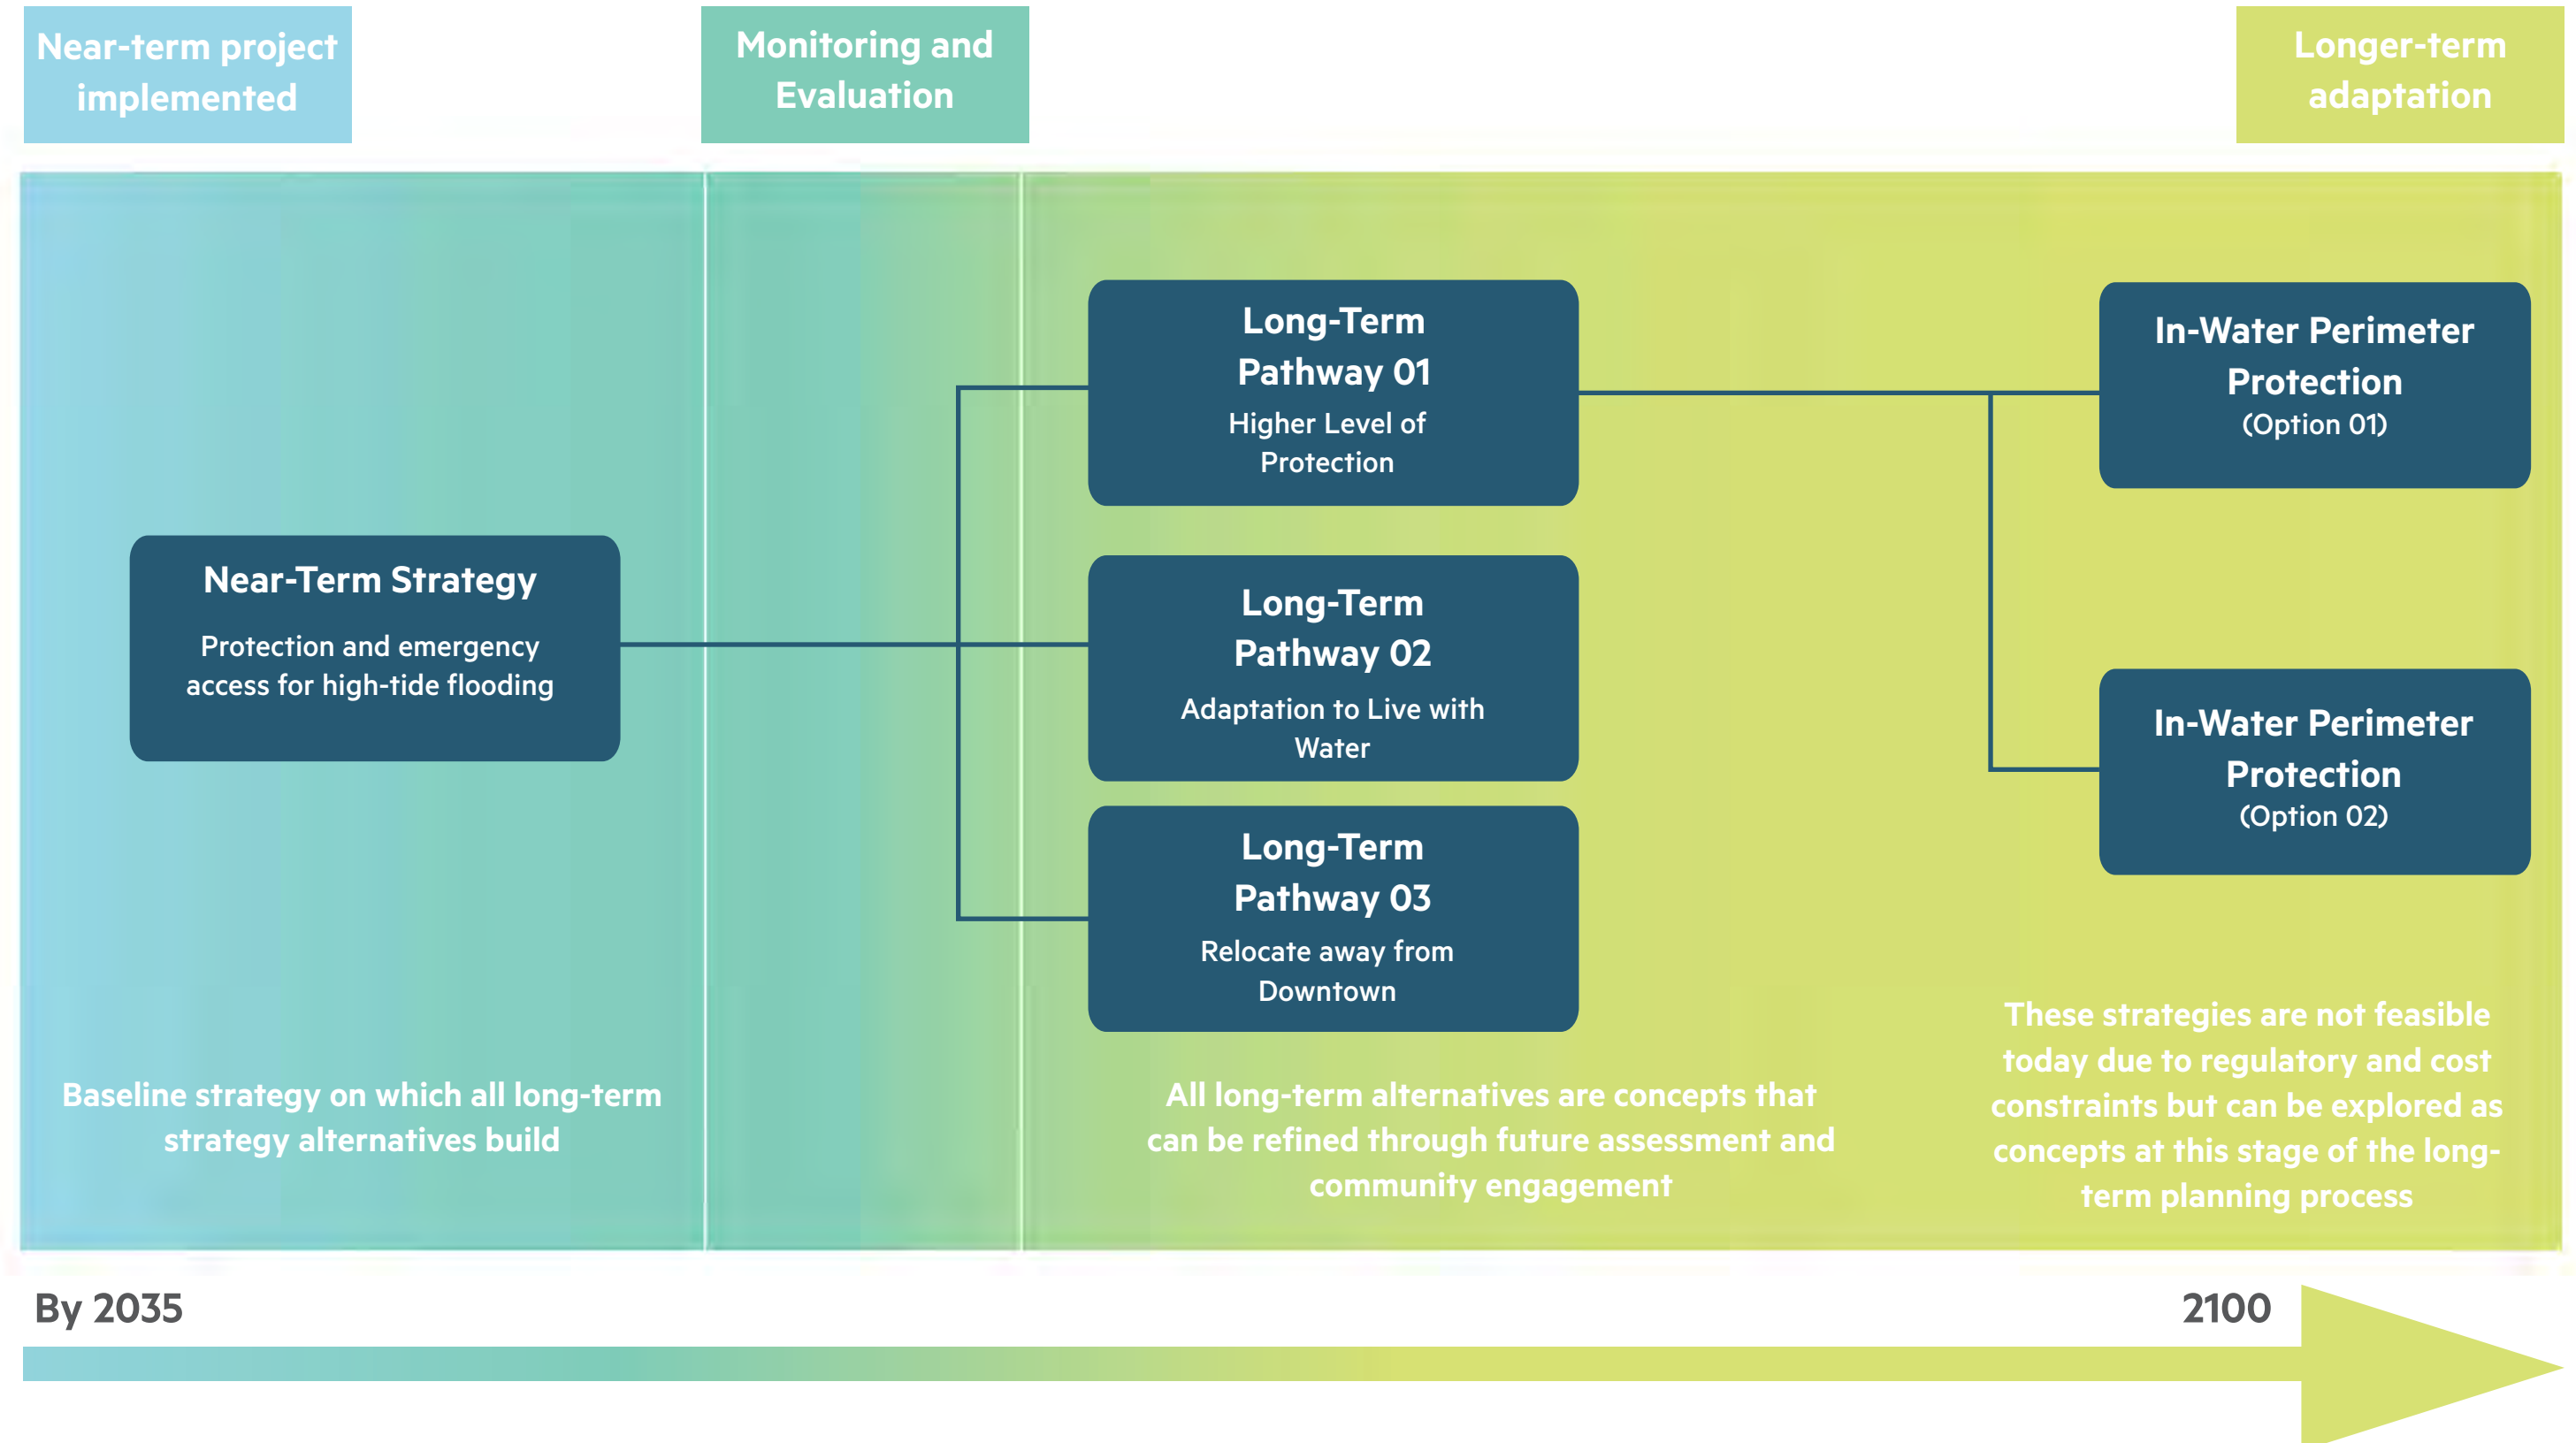 Near-term project
implemented
Monitoring and
Evaluation
Longer-term
adaptation
Near-Term Strategy
Protection and emergency
access for high-tide flooding
Baseline strategy on which all long-term
strategy alternatives build
Long-Term
Pathway 01
Higher Level of
Protection
Long-Term
Pathway 02
Adaptation to Live with
Water
Long-Term
Pathway 03
Relocate away from
Downtown
All long-term alternatives are concepts that
can be refined through future assessment and
community engagement
In-Water Perimeter
Protection
(Option 01)
In-Water Perimeter
Protection
(Option 02)
These strategies are not feasible
today due to regulatory and cost
constraints but can be explored as
concepts at this stage of the long-
term planning process
By 2035
2100